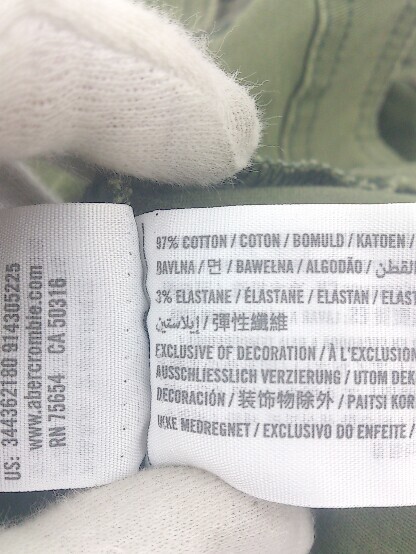 US: 344362180 914305225
www.abercrombie.com
RN 75654 CA 50316
97% COTTON / COTON / BOMULD / KATOEN /
BAVLNA / 면 / BAWEŁNA / ALGODÃO / القطن
3% ELASTANE / ÉLASTANE / ELASTAN / ELAST
إيلاستين / 彈性纖維
EXCLUSIVE OF DECORATION / À L'EXCLUSION
AUSSCHLIESSLICH VERZIERUNG / UTOM DEK
DECORACIÓN / 装饰物除外 / PAITSI KOR
IKKE MEDREGNET / EXCLUSIVO DO ENFEITE /